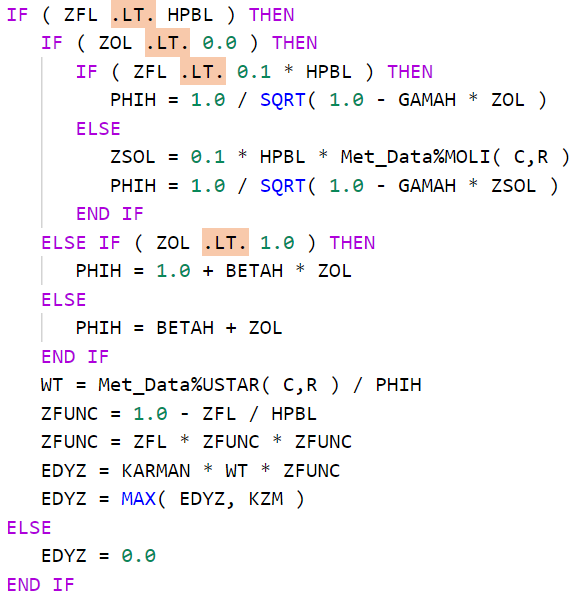 IF ( ZFL .LT. HPBL ) THEN
   IF ( ZOL .LT. 0.0 ) THEN
      IF ( ZFL .LT. 0.1 * HPBL ) THEN
         PHIH = 1.0 / SQRT( 1.0 - GAMAH * ZOL )
      ELSE
         ZSOL = 0.1 * HPBL * Met_Data%MOLI( C,R )
         PHIH = 1.0 / SQRT( 1.0 - GAMAH * ZSOL )
      END IF
   ELSE IF ( ZOL .LT. 1.0 ) THEN
      PHIH = 1.0 + BETAH * ZOL
   ELSE
      PHIH = BETAH + ZOL
   END IF
   WT = Met_Data%USTAR( C,R ) / PHIH
   ZFUNC = 1.0 - ZFL / HPBL
   ZFUNC = ZFL * ZFUNC * ZFUNC
   EDYZ = KARMAN * WT * ZFUNC
   EDYZ = MAX( EDYZ, KZM )
ELSE
   EDYZ = 0.0
END IF